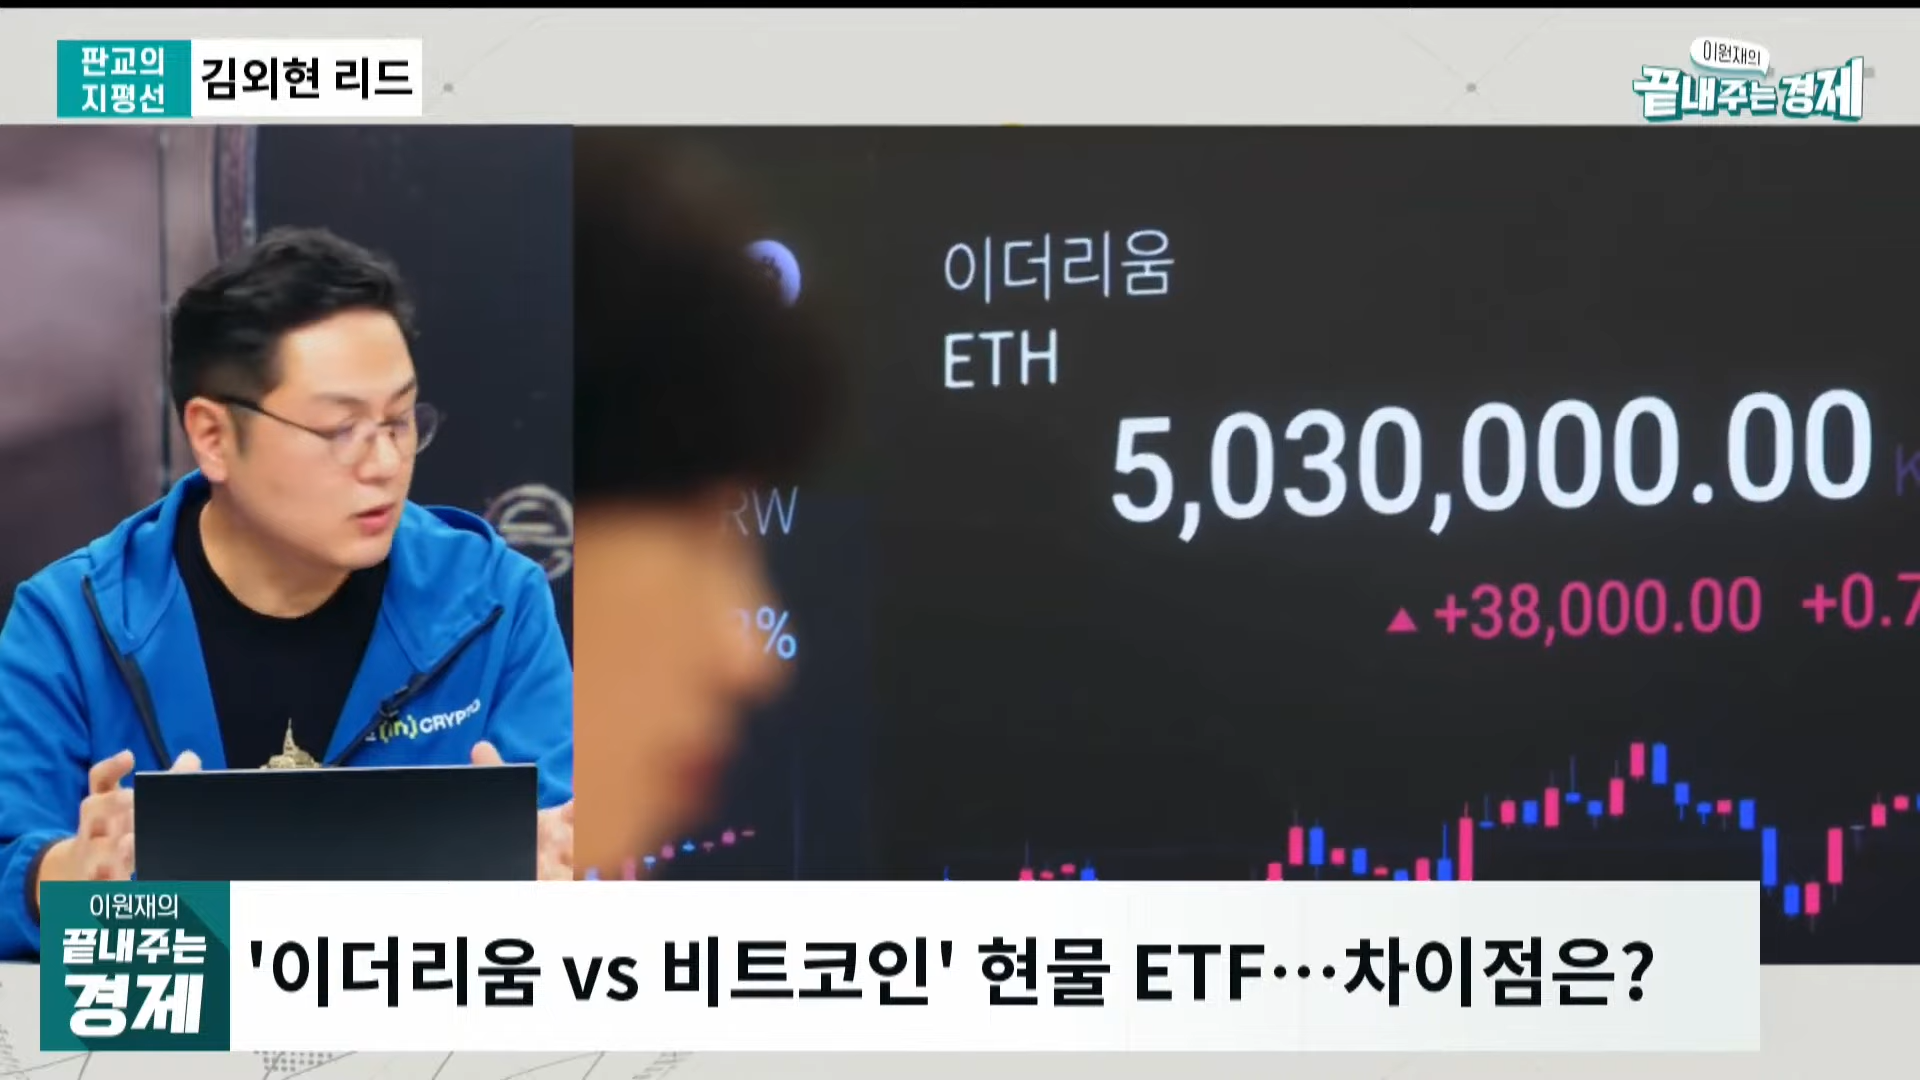 판교의
지평선
김외현 리드
이원재의
끝내주는 경제
이더리움
ETH
5,030,000.00
RW
▲ +38,000.00 +0.7
%
(in) CRYPTO
이원재의
끝내주는
경제
'이더리움 vs 비트코인' 현물 ETF…차이점은?